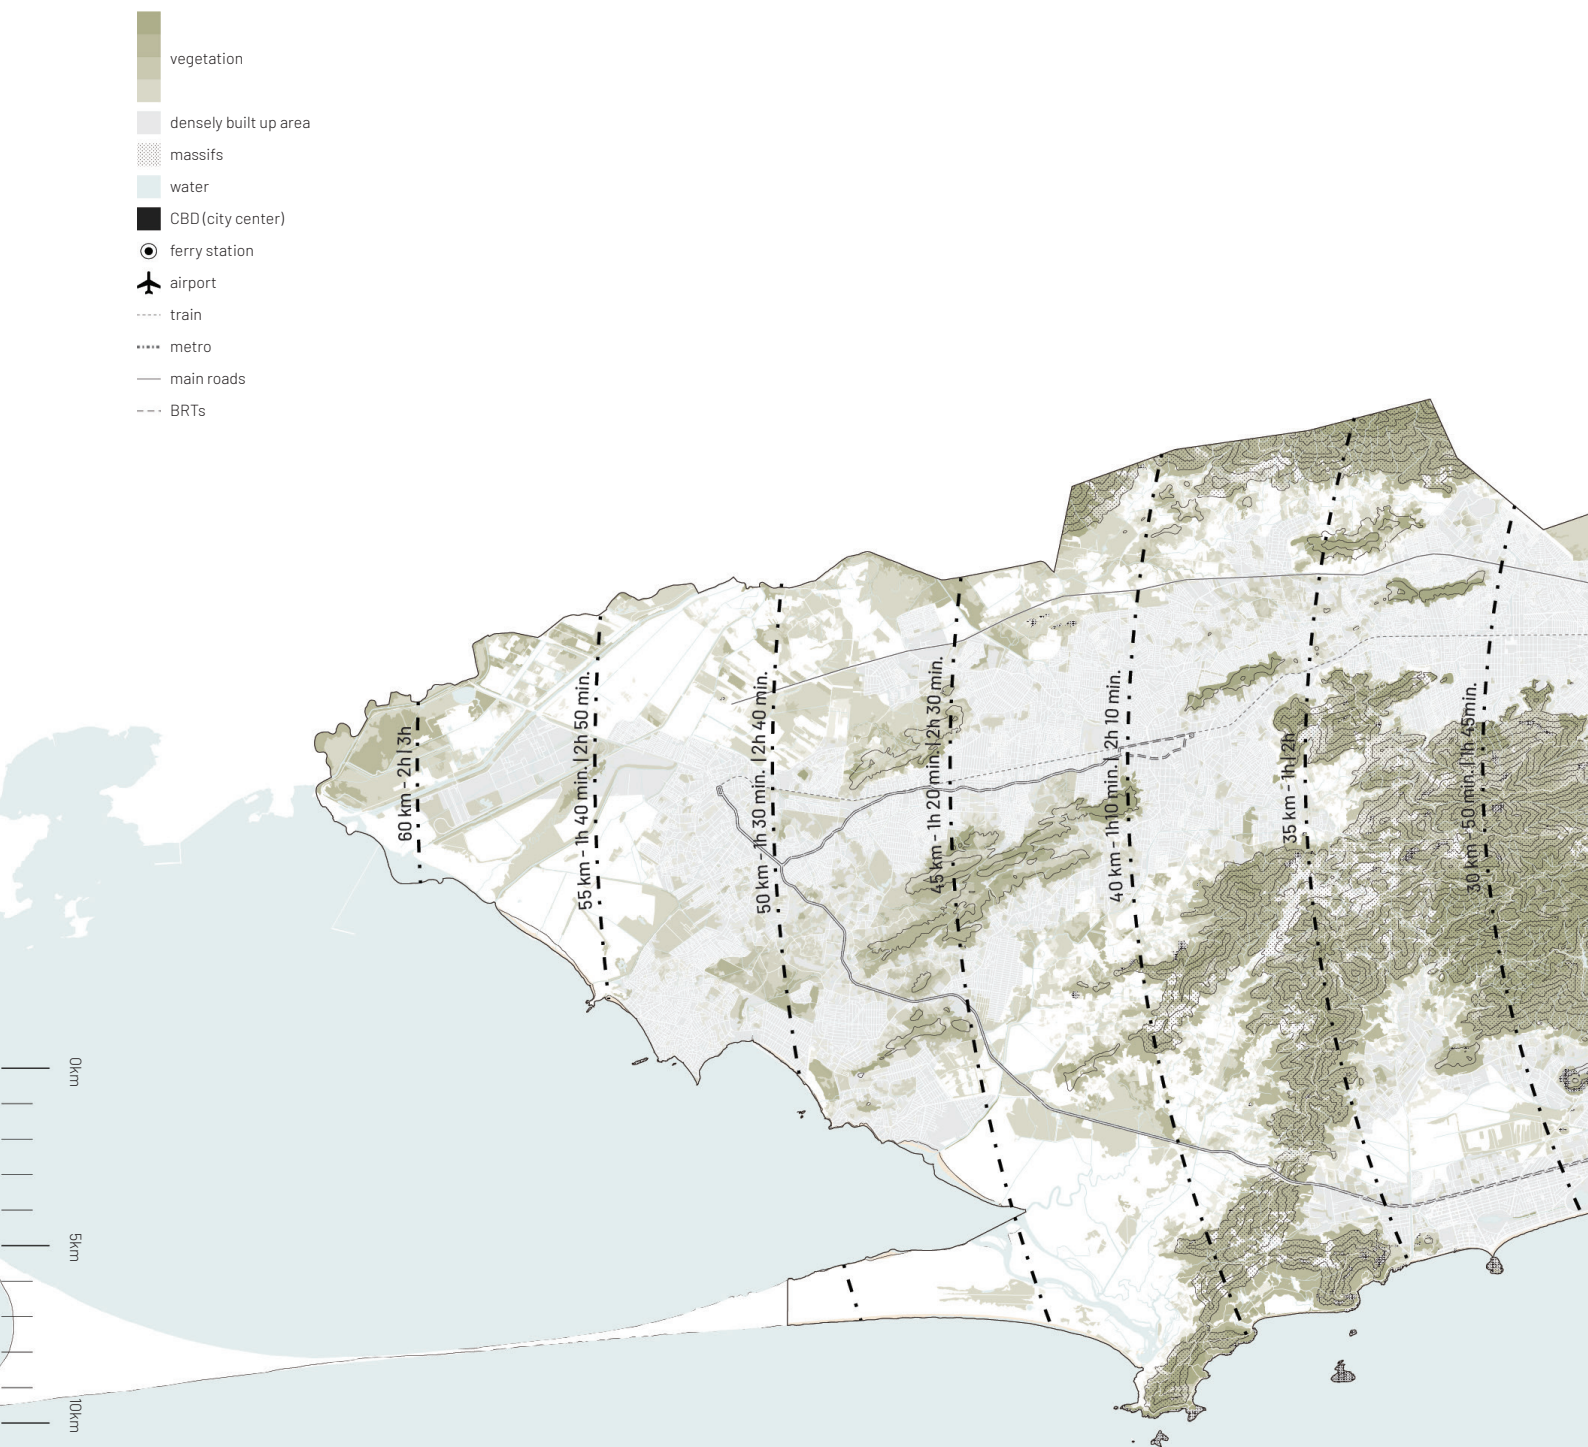 vegetation
densely built up area
massifs
water
CBD (city center)
ferry station
airport
train
metro
main roads
BRTs
60 km - 2h | 3h
55 km - 1h 40 min. | 2h 50 min.
50 km - 1h 30 min. | 2h 40 min.
45 km - 1h 20 min. | 2h 30 min.
40 km - 1h10 min. | 2h 10 min.
35 km - 1h | 2h
30 km - 50 min. | 1h 45min.
0km
5km
10km